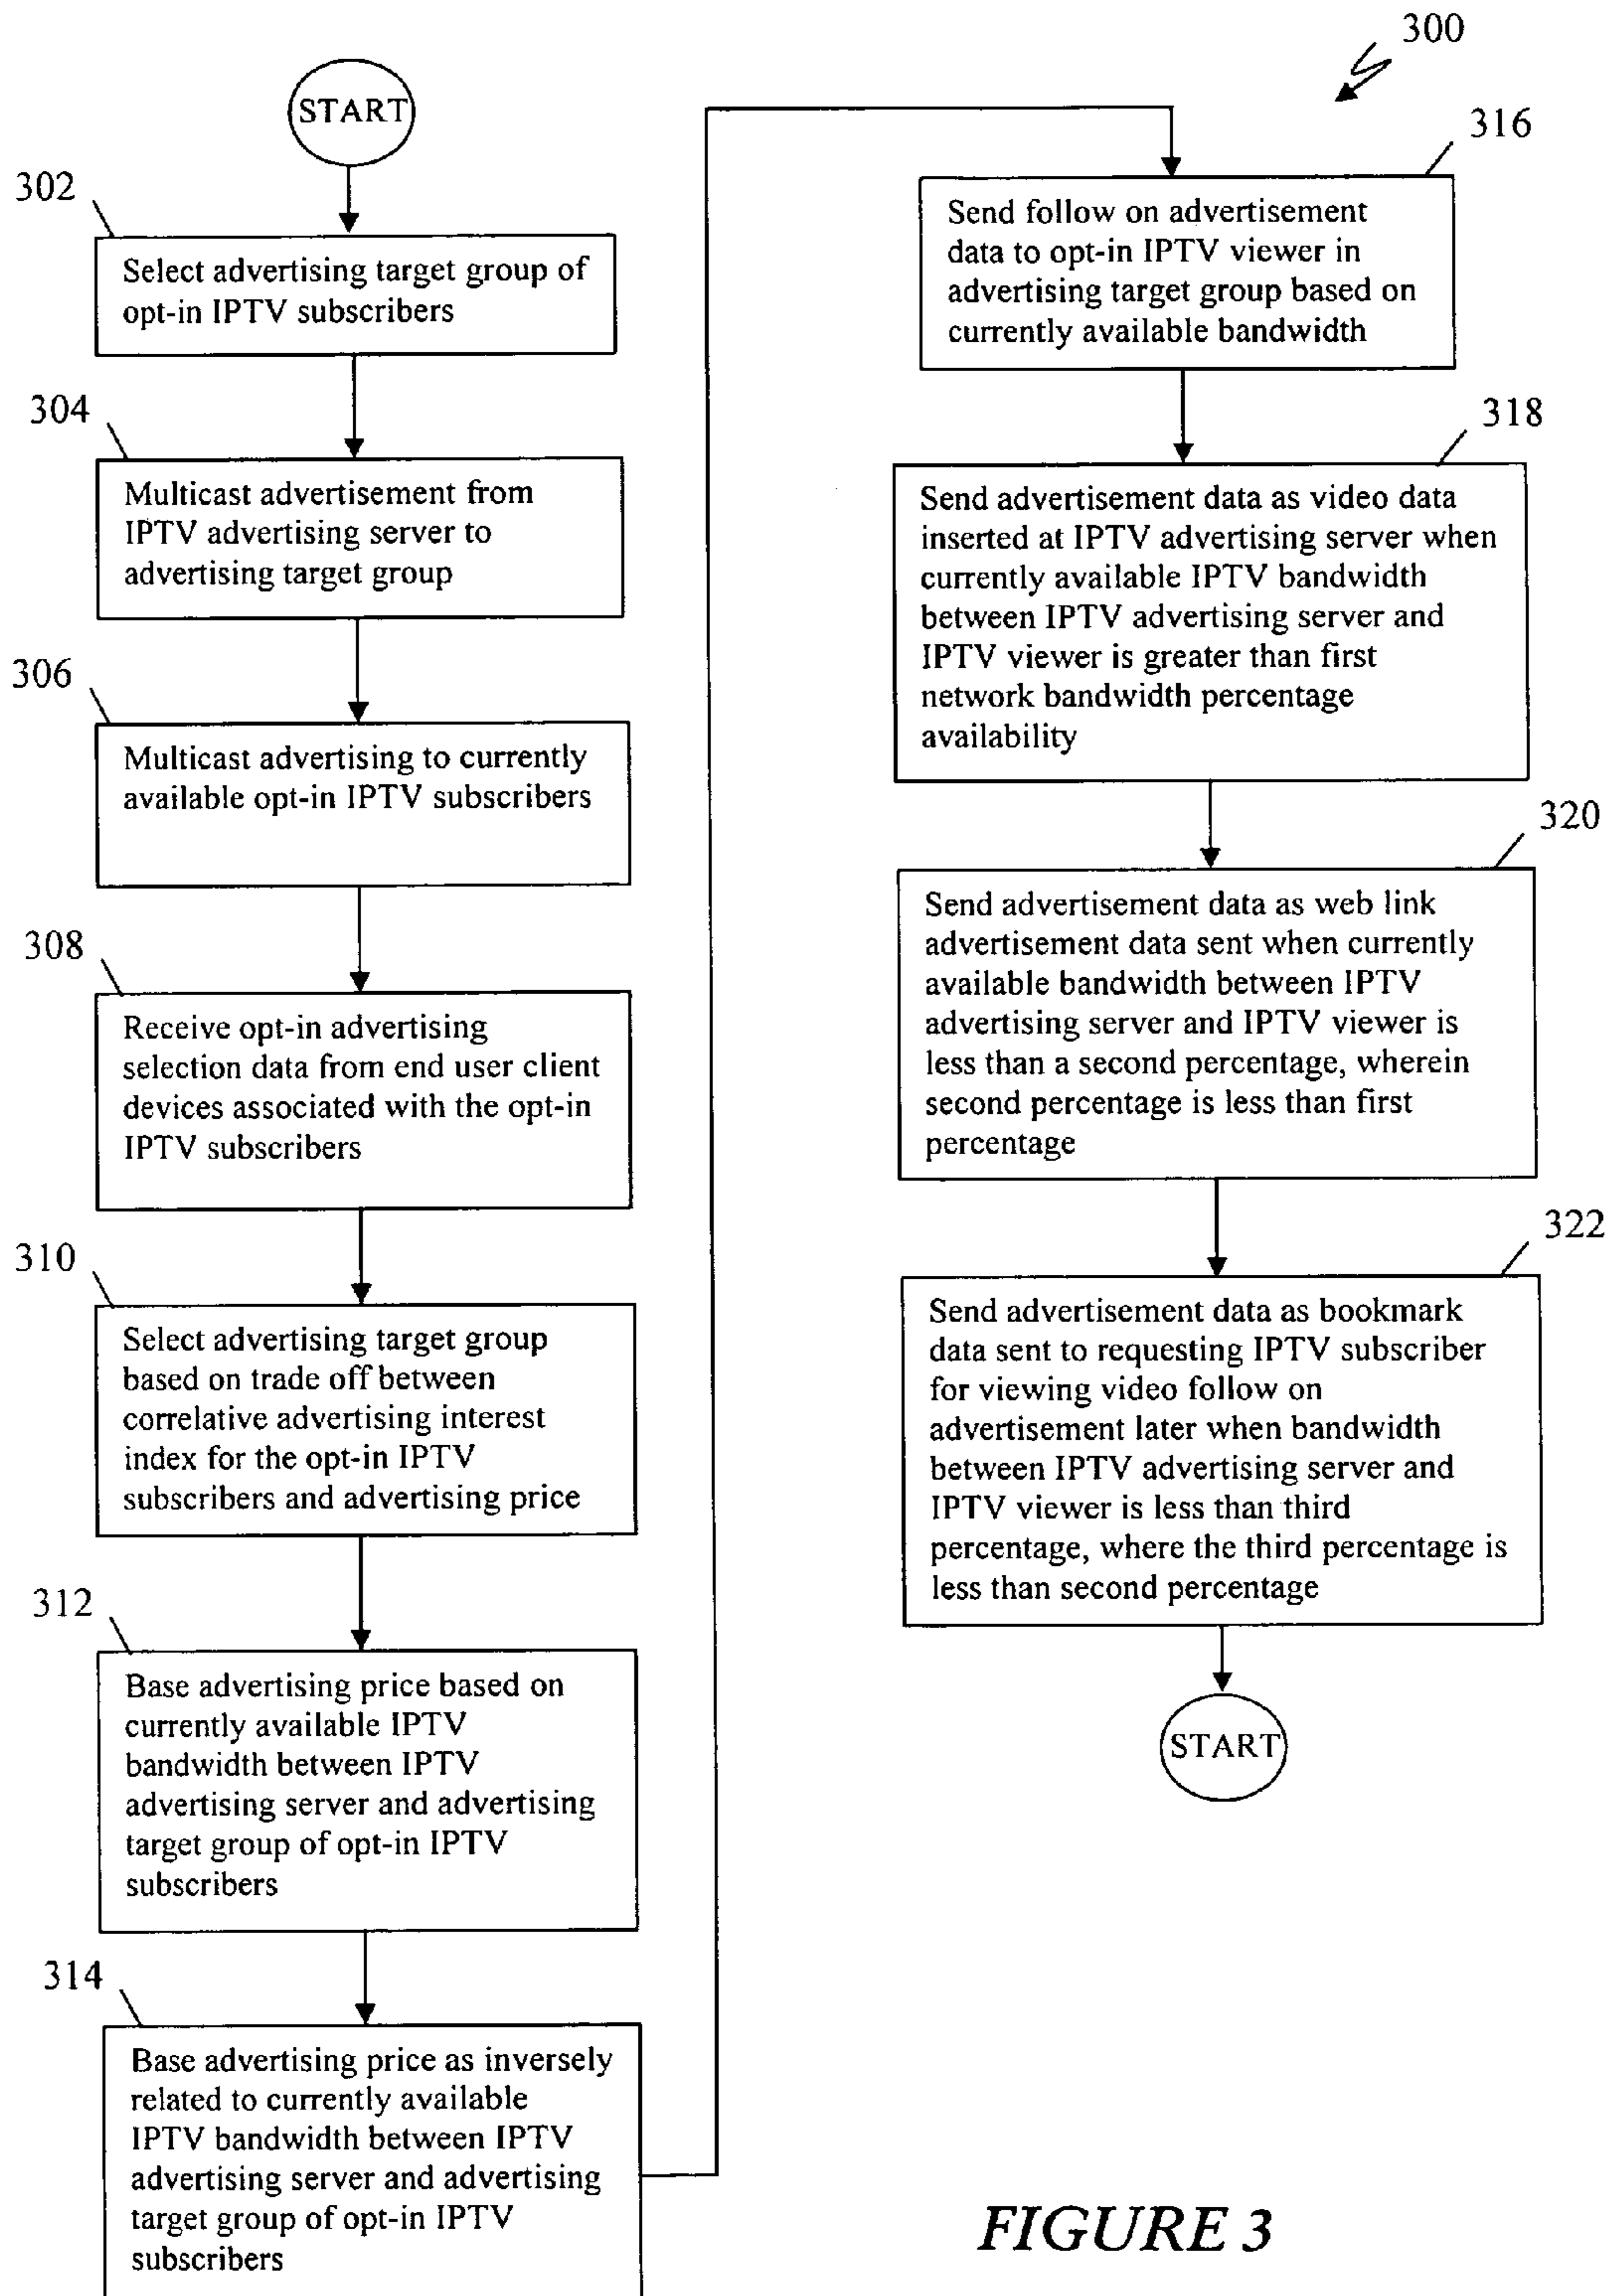 START
302
Select advertising target group of
opt-in IPTV subscribers
304
Multicast advertisement from
IPTV advertising server to
advertising target group
306
Multicast advertising to currently
available opt-in IPTV subscribers
308
Receive opt-in advertising
selection data from end user client
devices associated with the opt-in
IPTV subscribers
310
Select advertising target group
based on trade off between
correlative advertising interest
index for the opt-in IPTV
subscribers and advertising price
312
Base advertising price based on
currently available IPTV
bandwidth between IPTV
advertising server and advertising
target group of opt-in IPTV
subscribers
314
Base advertising price as inversely
related to currently available
IPTV bandwidth between IPTV
advertising server and advertising
target group of opt-in IPTV
subscribers
300
316
Send follow on advertisement
data to opt-in IPTV viewer in
advertising target group based on
currently available bandwidth
318
Send advertisement data as video data
inserted at IPTV advertising server when
currently available IPTV bandwidth
between IPTV advertising server and
IPTV viewer is greater than first
network bandwidth percentage
availability
320
Send advertisement data as web link
advertisement data sent when currently
available bandwidth between IPTV
advertising server and IPTV viewer is
less than a second percentage, wherein
second percentage is less than first
percentage
322
Send advertisement data as bookmark
data sent to requesting IPTV subscriber
for viewing video follow on
advertisement later when bandwidth
between IPTV advertising server and
IPTV viewer is less than third
percentage, where the third percentage is
less than second percentage
START
FIGURE 3